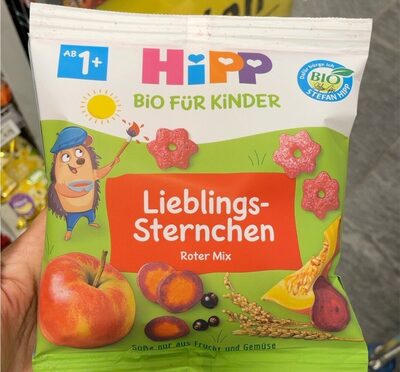 AB 1+
HiPP
BiO FÜR KiNDER
Dafür bürge ich
BIO
STEFAN HIPP
Lieblings-
Sternchen
Roter Mix
Süße nur aus Frucht und Gemüse